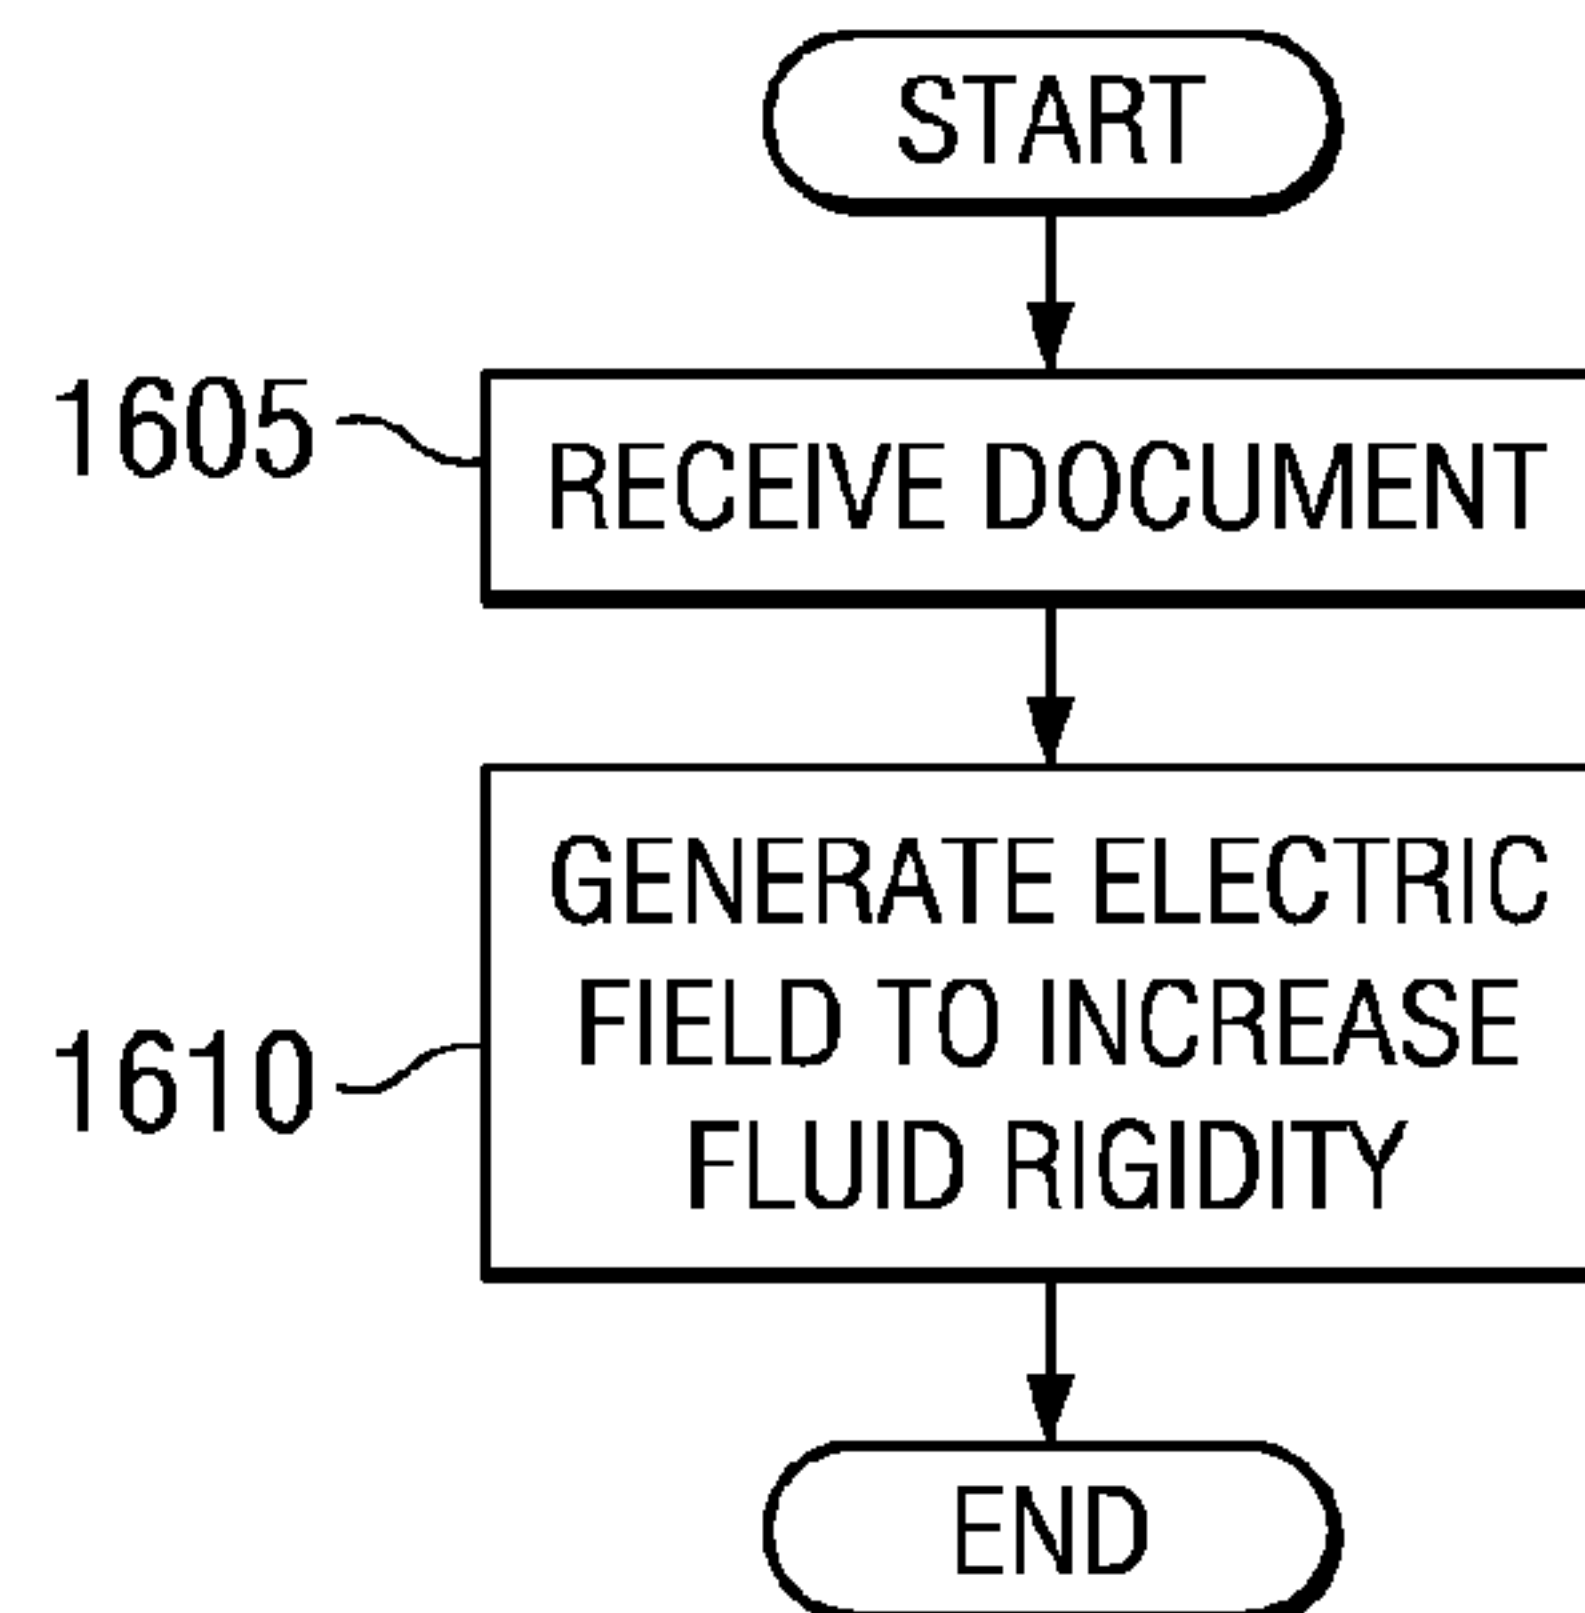 START
1605
RECEIVE DOCUMENT
GENERATE ELECTRIC
FIELD TO INCREASE
1610
FLUID RIGIDITY
END